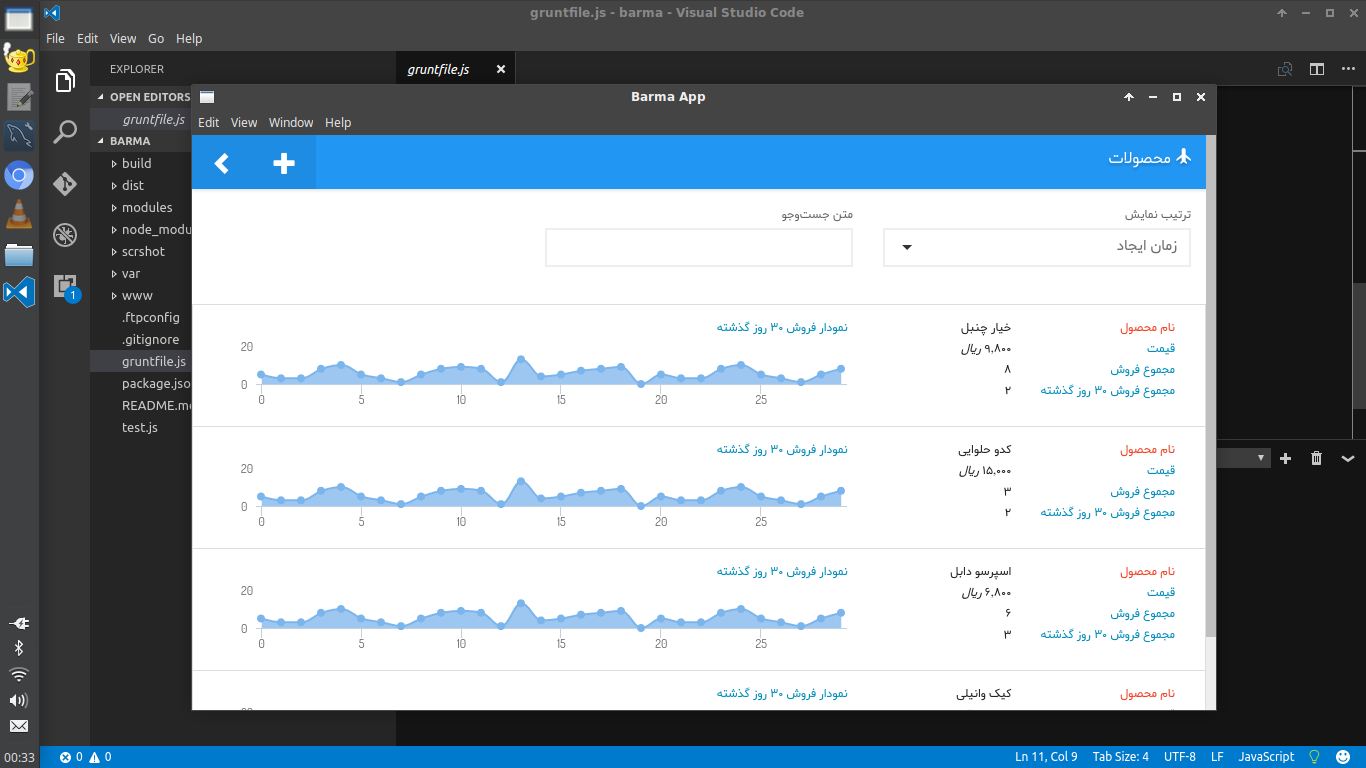 gruntfile.js - barma - Visual Studio Code
File Edit View Go Help
EXPLORER
gruntfile.js
OPEN EDITORS
gruntfile.js
BARMA
build
dist
modules
node_modu
scrshot
var
www
.ftpconfig
.gitignore
gruntfile.js
package.jso
README.m
test.js
1
Barma App
Edit View Window Help
محصولات
ترتیب نمایش
زمان ایجاد
متن جست‌وجو
نام محصول خیار چنبل
قیمت ۹,۸۰۰ ریال
مجموع فروش ۸
مجموع فروش ۳۰ روز گذشته ۲
نمودار فروش ۳۰ روز گذشته
20
0
0 5 10 15 20 25
نام محصول کدو حلوایی
قیمت ۱۵,۰۰۰ ریال
مجموع فروش ۳
مجموع فروش ۳۰ روز گذشته ۲
نمودار فروش ۳۰ روز گذشته
20
0
0 5 10 15 20 25
نام محصول اسپرسو دابل
قیمت ۶,۸۰۰ ریال
مجموع فروش ۶
مجموع فروش ۳۰ روز گذشته ۳
نمودار فروش ۳۰ روز گذشته
20
0
0 5 10 15 20 25
نام محصول کیک وانیلی
نمودار فروش ۳۰ روز گذشته
00:33
0 0
Ln 11, Col 9 Tab Size: 4 UTF-8 LF JavaScript